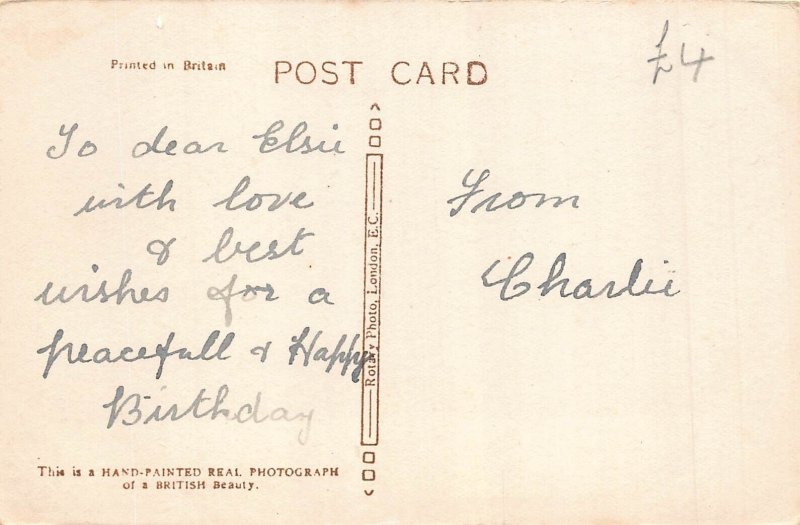 Printed in Britain
POST CARD
£4
To dear Elsie
with love
& best
wishes for a
peacefull & Happy
Birthday
Rotary Photo, London, E.C.
From
Charlie
This is a HAND-PAINTED REAL PHOTOGRAPH
of a BRITISH Beauty.